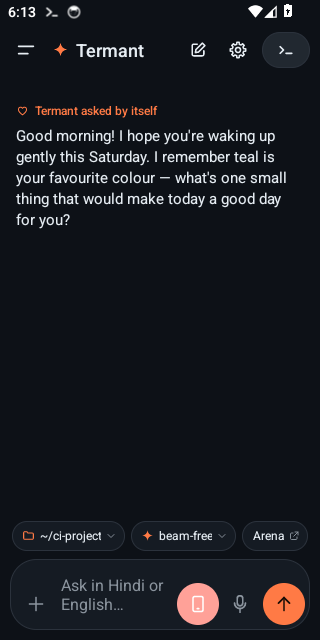 6:13
Termant
Termant asked by itself
Good morning! I hope you're waking up
gently this Saturday. I remember teal is
your favourite colour — what's one small
thing that would make today a good day
for you?
~/ci-project
beam-free
Arena
Ask in Hindi or
English…